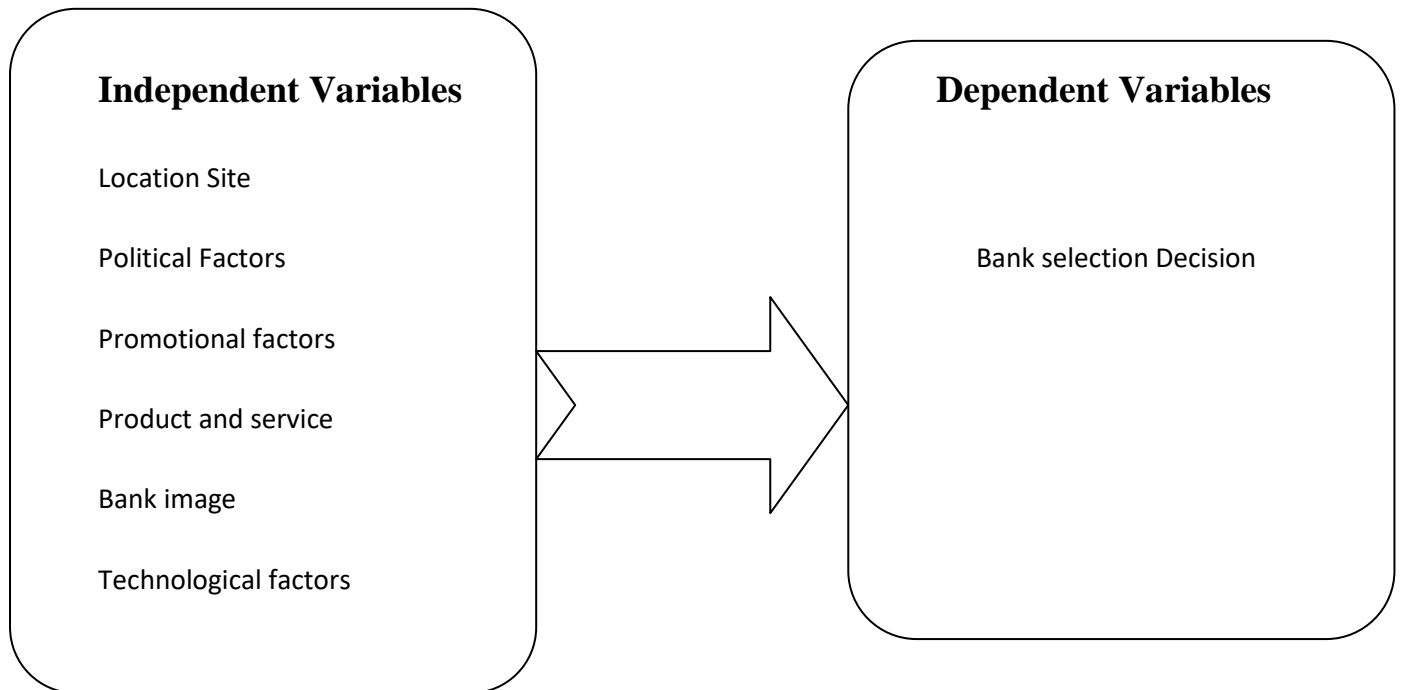 Independent Variables
Location Site
Political Factors
Promotional factors
Product and service
Bank image
Technological factors
Dependent Variables
Bank selection Decision